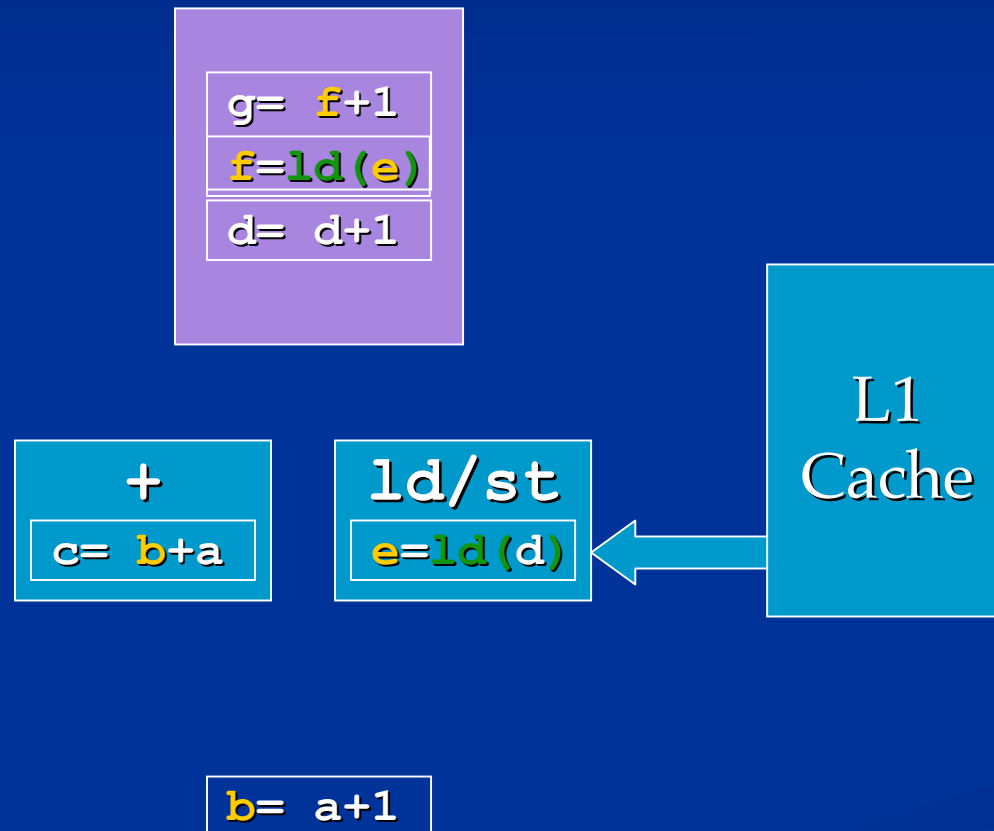 g= f+1
f=ld(e)
d= d+1
L1
Cache
+
c= b+a
ld/st
e=ld(d)
b= a+1